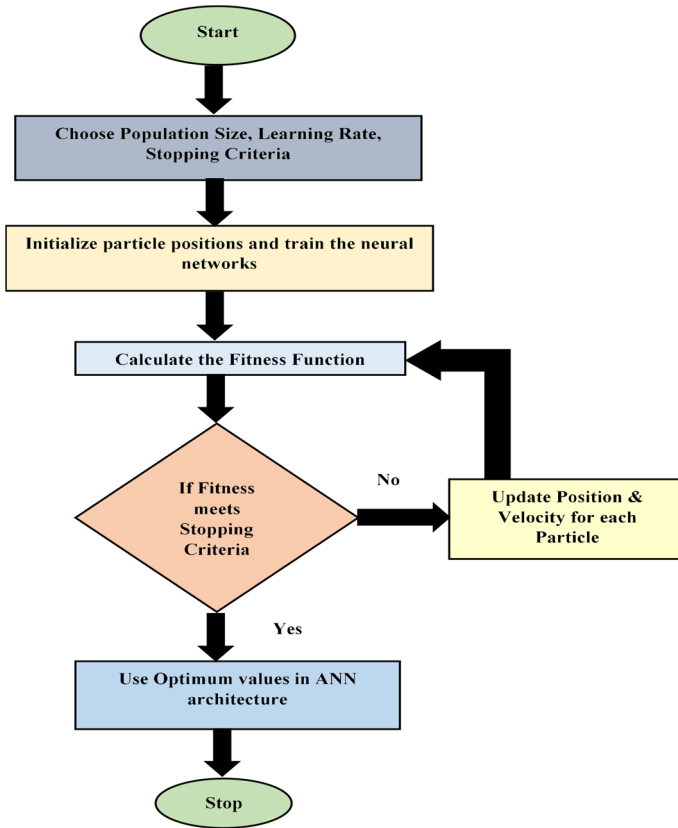 Start
Choose Population Size, Learning Rate,
Stopping Criteria
Initialize particle positions and train the neural
networks
Calculate the Fitness Function
If Fitness
meets
Stopping
Criteria
No
Update Position &
Velocity for each
Particle
Yes
Use Optimum values in ANN
architecture
Stop